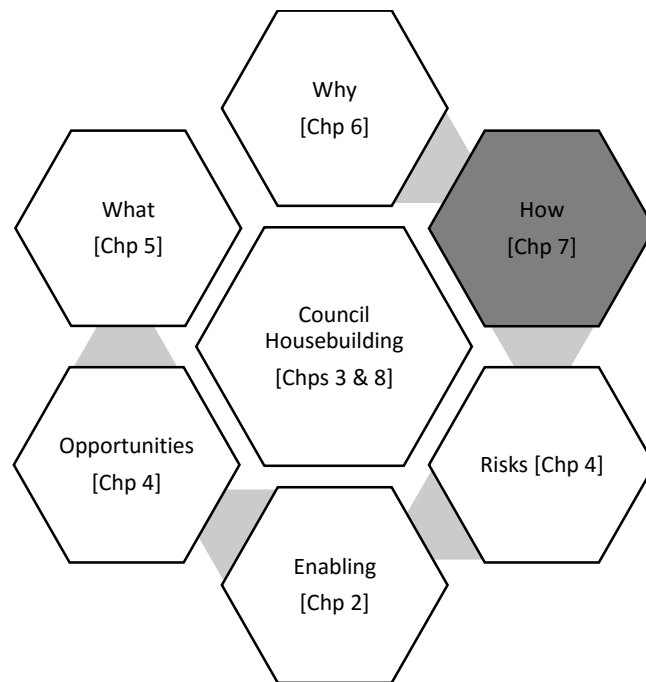 Why
[Chp 6]
What
[Chp 5]
How
[Chp 7]
Council
Housebuilding
[Chps 3 & 8]
Opportunities
[Chp 4]
Risks [Chp 4]
Enabling
[Chp 2]